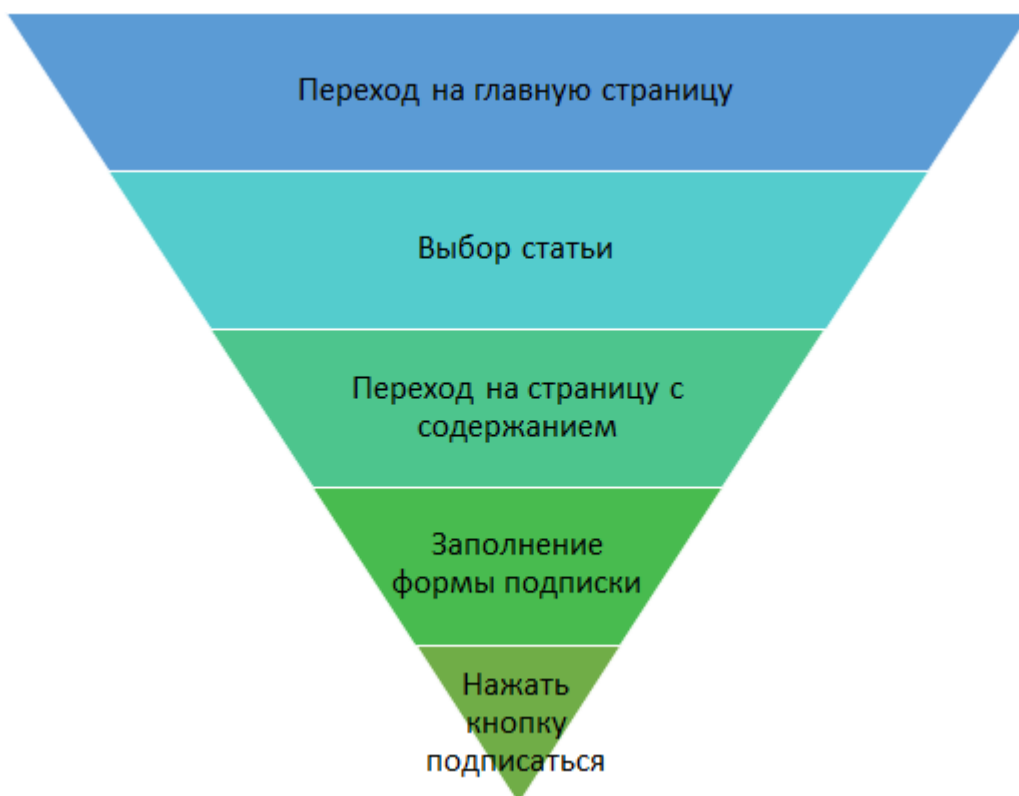 Переход на главную страницу
Выбор статьи
Переход на страницу с
содержанием
Заполнение
формы подписки
Нажать
кнопку
подписаться